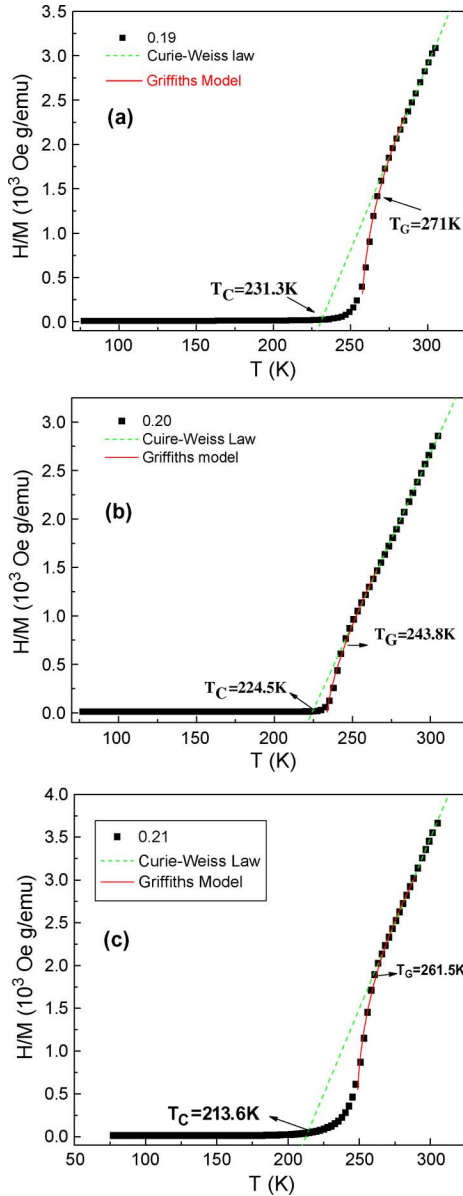 3.5
0.19
Curie-Weiss law
Griffiths Model
3.0
2.5
(a)
2.0
1.5
T_G=271K
1.0
T_C=231.3K
0.5
0.0
H/M (10³ Oe g/emu)
100 150 200 250 300
T (K)
0.20
Cuire-Weiss Law
Griffiths model
3.0
2.5
(b)
2.0
1.5
1.0
T_G=243.8K
T_C=224.5K
0.5
0.0
H/M (10³ Oe g/emu)
100 150 200 250 300
T (K)
4.0
0.21
3.5
Curie-Weiss Law
3.0
Griffiths Model
2.5
(c)
2.0
T_G=261.5K
1.5
1.0
0.5
T_C=213.6K
0.0
H/M (10³ Oe g/emu)
50 100 150 200 250 300
T (K)